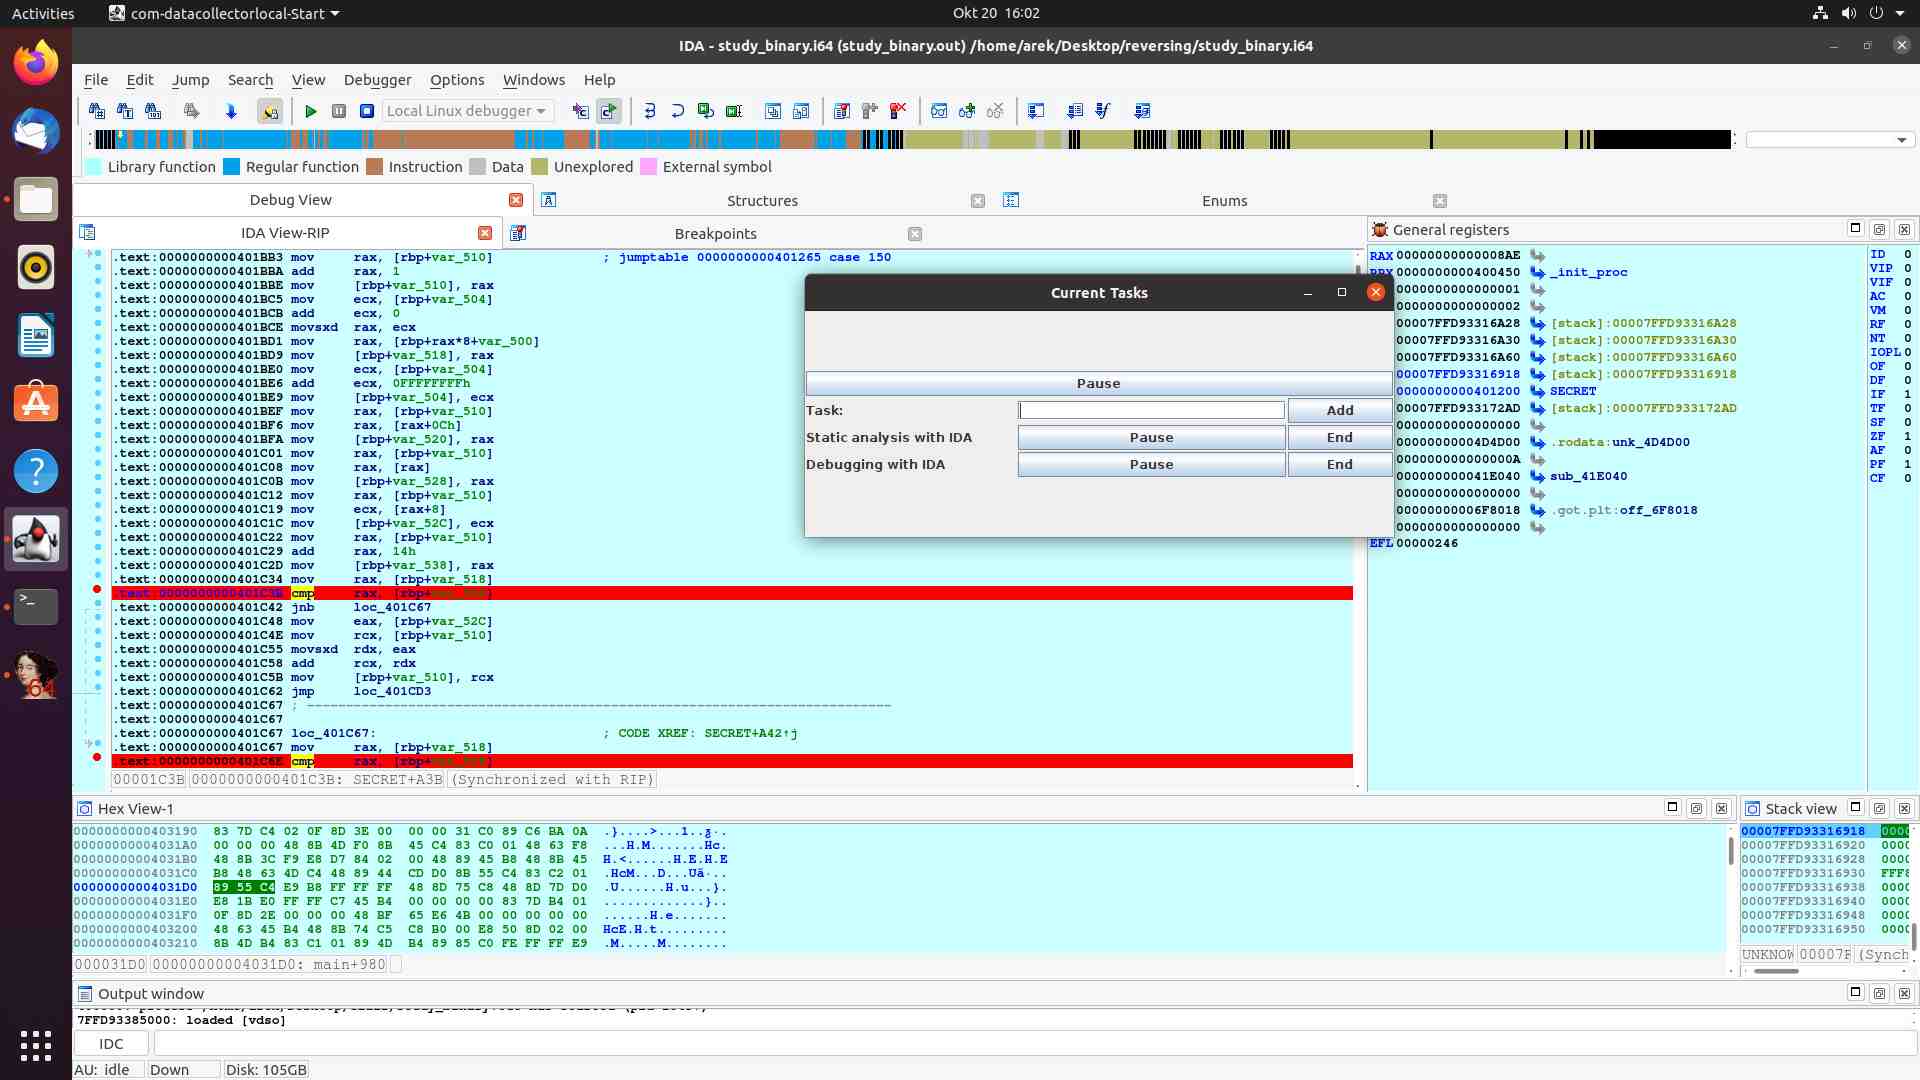 Activities
com-datacollectorlocal-Start
Okt 20 16:02
IDA - study_binary.i64 (study_binary.out) /home/arek/Desktop/reversing/study_binary.i64
File Edit Jump Search View Debugger Options Windows Help
Local Linux debugger
Library function Regular function Instruction Data Unexplored External symbol
Debug View
Structures
Enums
IDA View-RIP
Breakpoints
General registers
.text:0000000000401BB3 mov rax, [rbp+var_510] ; jumptable 0000000000401265 case 150
.text:0000000000401BBA add rax, 1
.text:0000000000401BBE mov [rbp+var_510], rax
.text:0000000000401BC5 mov ecx, [rbp+var_504]
.text:0000000000401BCB add ecx, 0
.text:0000000000401BCE movsxd rax, ecx
.text:0000000000401BD1 mov rax, [rbp+rax*8+var_500]
.text:0000000000401BD9 mov [rbp+var_518], rax
.text:0000000000401BE0 mov ecx, [rbp+var_504]
.text:0000000000401BE6 add ecx, 0FFFFFFFFh
.text:0000000000401BE9 mov [rbp+var_504], ecx
.text:0000000000401BEF mov rax, [rbp+var_510]
.text:0000000000401BF6 mov rax, [rax+0Ch]
.text:0000000000401BFA mov [rbp+var_520], rax
.text:0000000000401C01 mov rax, [rbp+var_510]
.text:0000000000401C08 mov rax, [rax]
.text:0000000000401C0B mov [rbp+var_528], rax
.text:0000000000401C12 mov rax, [rbp+var_510]
.text:0000000000401C19 mov ecx, [rax+8]
.text:0000000000401C1C mov [rbp+var_52C], ecx
.text:0000000000401C22 mov rax, [rbp+var_510]
.text:0000000000401C29 add rax, 14h
.text:0000000000401C2D mov [rbp+var_538], rax
.text:0000000000401C34 mov rax, [rbp+var_518]
.text:0000000000401C3B cmp rax,
.text:0000000000401C42 jnb loc_401C67
.text:0000000000401C48 mov eax, [rbp+var_52C]
.text:0000000000401C4E mov rcx, [rbp+var_510]
.text:0000000000401C55 movsxd rdx, eax
.text:0000000000401C58 add rcx, rdx
.text:0000000000401C5B mov [rbp+var_510], rcx
.text:0000000000401C62 jmp loc_401CD3
.text:0000000000401C67 ; ---------------------------------------------------------------------------
.text:0000000000401C67
.text:0000000000401C67 loc_401C67: ; CODE XREF: SECRET+A42↑j
.text:0000000000401C67 mov rax, [rbp+var_518]
.text:0000000000401C6E cmp rax,
00001C3B 0000000000401C3B: SECRET+A3B (Synchronized with RIP)
Current Tasks
Pause
Task: Add
Static analysis with IDA Pause End
Debugging with IDA Pause End
RAX 00000000000008AE
0000000000400450 _init_proc
0000000000000001
0000000000000002
00007FFD93316A28 [stack]:00007FFD93316A28
00007FFD93316A30 [stack]:00007FFD93316A30
00007FFD93316A60 [stack]:00007FFD93316A60
00007FFD93316918 [stack]:00007FFD93316918
0000000000401200 SECRET
00007FFD933172AD [stack]:00007FFD933172AD
0000000000000000
00000000004D4D00 .rodata:unk_4D4D00
000000000000000A
000000000041E040 sub_41E040
0000000000000000
00000000006F8018 .got.plt:off_6F8018
0000000000000000
EFL 00000246
ID 0
VIP 0
VIF 0
AC 0
VM 0
RF 0
NT 0
IOPL 0
OF 0
DF 0
IF 1
TF 0
SF 0
ZF 1
AF 0
PF 1
CF 0
Hex View-1
0000000000403190 83 7D C4 02 0F 8D 3E 00 00 00 31 C0 89 C6 BA 0A
00000000004031A0 00 00 00 48 8B 4D F0 8B 45 C4 83 C0 01 48 63 F8
00000000004031B0 48 8B 3C F9 E8 D7 84 02 00 48 89 45 B8 48 8B 45
00000000004031C0 B8 48 63 4D C4 48 89 44 CD D0 8B 55 C4 83 C2 01
00000000004031D0 89 55 C4 E9 B8 FF FF FF 48 8D 75 C8 48 8D 7D D0
00000000004031E0 E8 1B E0 FF FF C7 45 B4 00 00 00 00 83 7D B4 01
00000000004031F0 0F 8D 2E 00 00 00 48 BF 65 E6 4B 00 00 00 00 00
0000000000403200 48 63 45 B4 48 8B 74 C5 C8 B0 00 E8 50 8D 02 00
0000000000403210 8B 4D B4 83 C1 01 89 4D B4 89 85 C0 FE FF FF E9
000031D0 00000000004031D0: main+980
Stack view
00007FFD93316918 0000
00007FFD93316920 0000
00007FFD93316928 0000
00007FFD93316930 FFF8
00007FFD93316938 0000
00007FFD93316940 0000
00007FFD93316948 0000
00007FFD93316950 0000
UNKNOW 00007F (Synch
Output window
7FFD93385000: loaded [vdso]
IDC
AU: idle Down Disk: 105GB